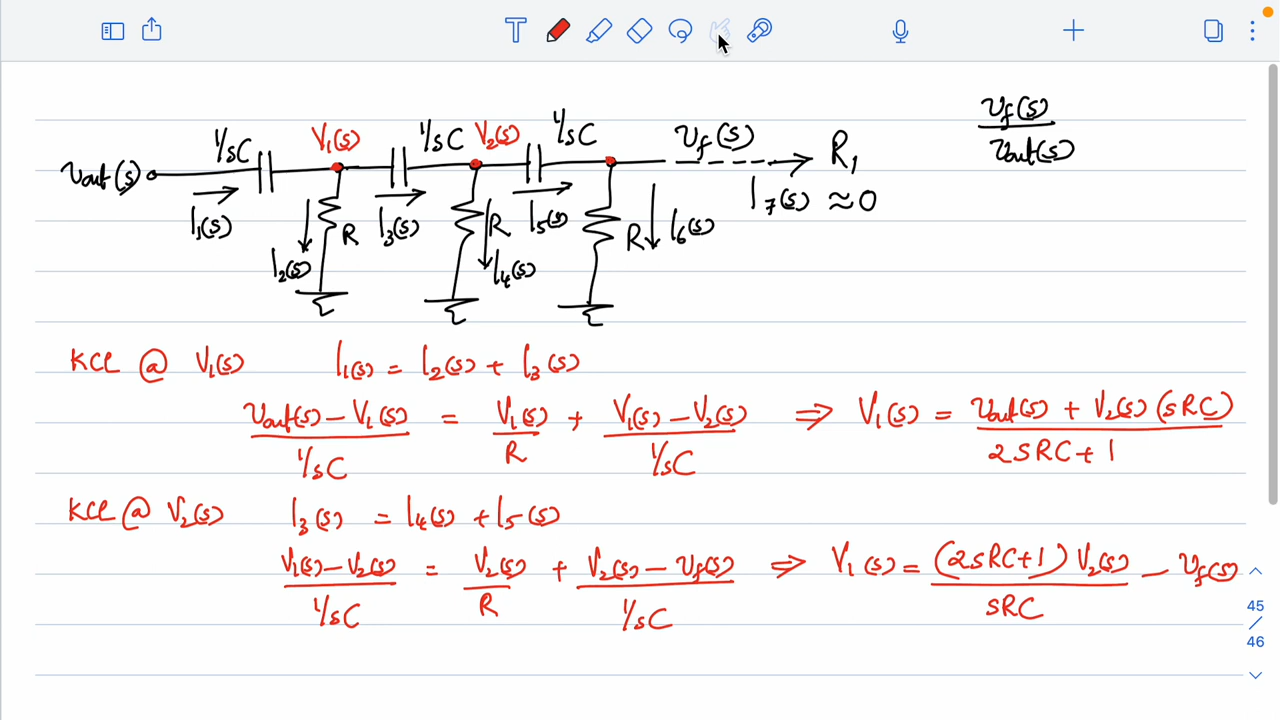 1/sC V1(s) 1/sC V2(s) 1/sC vf(s)
vf(s)/vout(s)
vout(s) R1
I1(s) I2(s) R I3(s) I4(s) R I5(s) R I6(s) I7(s) ≈ 0
KCL @ V1(s) I1(s) = I2(s) + I3(s)
(vout(s) – V1(s))/(1/sC) = V1(s)/R + (V1(s) – V2(s))/(1/sC) ⇒ V1(s) = (vout(s) + V2(s) (sRC))/(2sRC + 1)
KCL @ V2(s) I3(s) = I4(s) + I5(s)
(V1(s) – V2(s))/(1/sC) = V2(s)/R + (V2(s) – vf(s))/(1/sC) ⇒ V1(s) = (2sRC+1) V2(s)/sRC – vf(s)
45
/
46